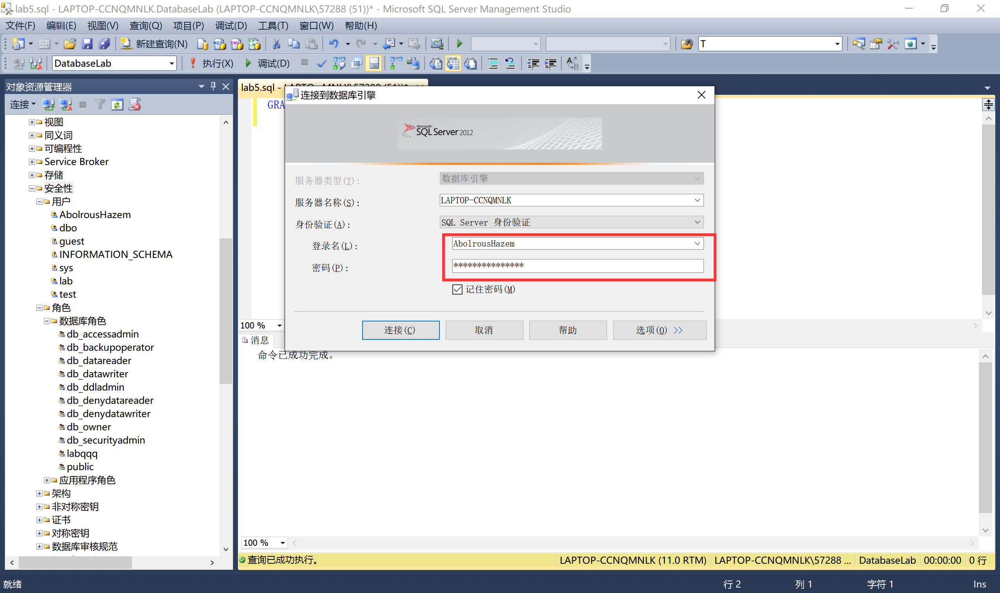 lab5.sql - LAPTOP-CCNQMNLK.DatabaseLab (LAPTOP-CCNQMNLK\57288 (51))* - Microsoft SQL Server Management Studio
文件(F) 编辑(E) 视图(V) 查询(Q) 项目(P) 调试(D) 工具(T) 窗口(W) 帮助(H)
新建查询(N) T
DatabaseLab 执行(X) 调试(D)
对象资源管理器
连接
视图
同义词
可编程性
Service Broker
存储
安全性
用户
AbolrousHazem
dbo
guest
INFORMATION_SCHEMA
sys
lab
test
角色
数据库角色
db_accessadmin
db_backupoperator
db_datareader
db_datawriter
db_ddladmin
db_denydatareader
db_denydatawriter
db_owner
db_securityadmin
labqqq
public
应用程序角色
架构
非对称密钥
证书
对称密钥
数据库审核规范
lab5.sql -
GRA
连接到数据库引擎
Microsoft
SQL Server 2012
服务器类型(T): 数据库引擎
服务器名称(S): LAPTOP-CCNQMNLK
身份验证(A): SQL Server 身份验证
登录名(L): AbolrousHazem
密码(P): ***************
记住密码(M)
连接(C) 取消 帮助 选项(O) >>
100 %
消息
命令已成功完成。
100 %
查询已成功执行。 LAPTOP-CCNQMNLK (11.0 RTM) LAPTOP-CCNQMNLK\57288 ... DatabaseLab 00:00:00 0 行
就绪 行 2 列 1 字符 1 Ins